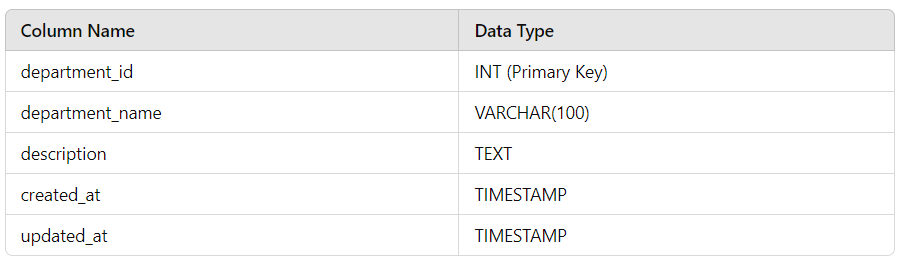 Column Name Data Type
department_id INT (Primary Key)
department_name VARCHAR(100)
description TEXT
created_at TIMESTAMP
updated_at TIMESTAMP